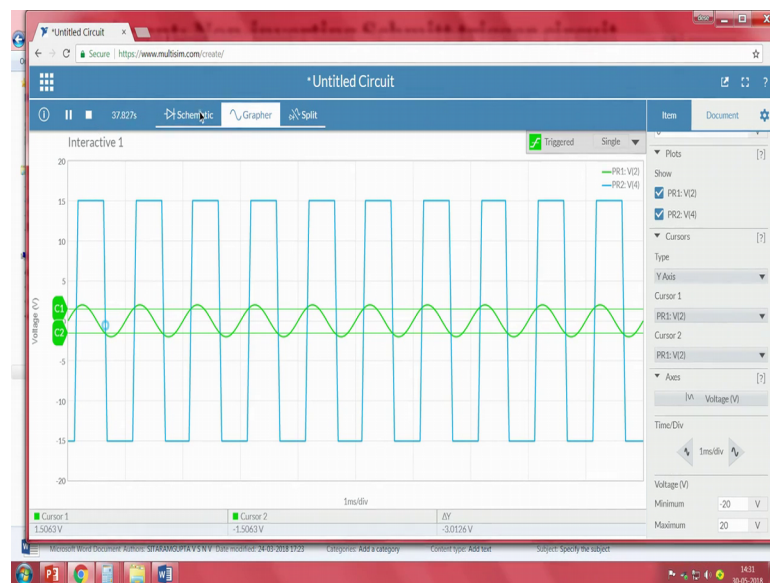 Non-inverting Schmitt trigger circuit
*Untitled Circuit
Secure | https://www.multisim.com/create/
*Untitled Circuit
37.827s Schematic Grapher Split Item Document
Interactive 1
Triggered Single
PR1: V(2)
PR2: V(4)
20
15
10
5
C1
C2
-5
-10
-15
-20
Voltage (V)
1ms/div
Cursor 1 Cursor 2 ΔY
1.5063 V -1.5063 V -3.0126 V
Plots [?]
Show
PR1: V(2)
PR2: V(4)
Cursors [?]
Type
Y Axis
Cursor 1
PR1: V(2)
Cursor 2
PR1: V(2)
Axes [?]
Voltage (V)
Time/Div
1ms/div
Voltage (V)
Minimum -20 V
Maximum 20 V
Microsoft Word Document Authors: SITARAMGUPTA V S N V Date modified: 24-03-2018 17:23 Categories: Add a category Content type: Add text Subject: Specify the subject
14:31
30-05-2018